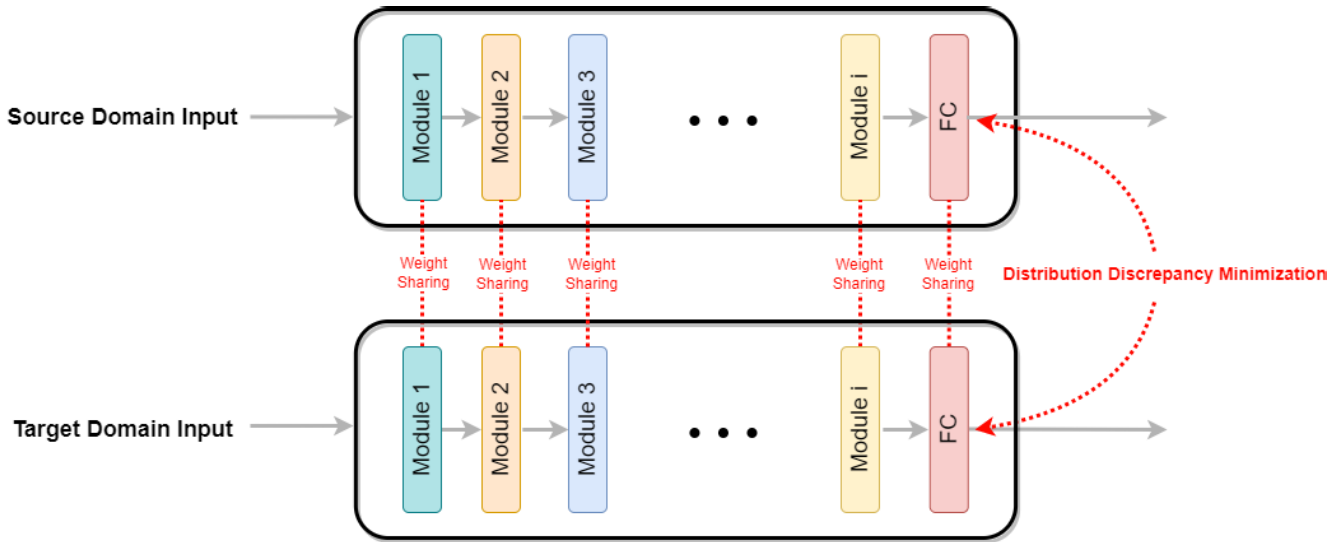 Source Domain Input
Module 1
Module 2
Module 3
Module i
FC
Weight
Sharing
Weight
Sharing
Weight
Sharing
Weight
Sharing
Weight
Sharing
Distribution Discrepancy Minimization
Target Domain Input
Module 1
Module 2
Module 3
Module i
FC